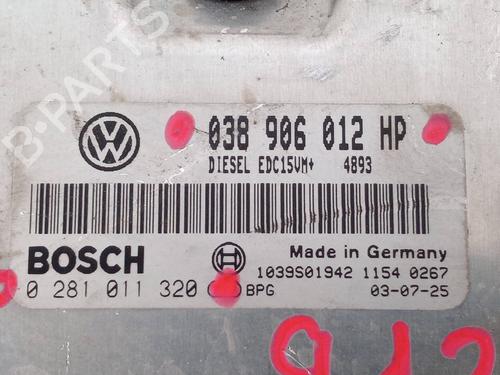 038 906 012 HP
DIESEL EDC15VM+ 4893
BOSCH
Made in Germany
1039S01942 1154 0267
0 281 011 320
BPG
03-07-25
B-PARTS